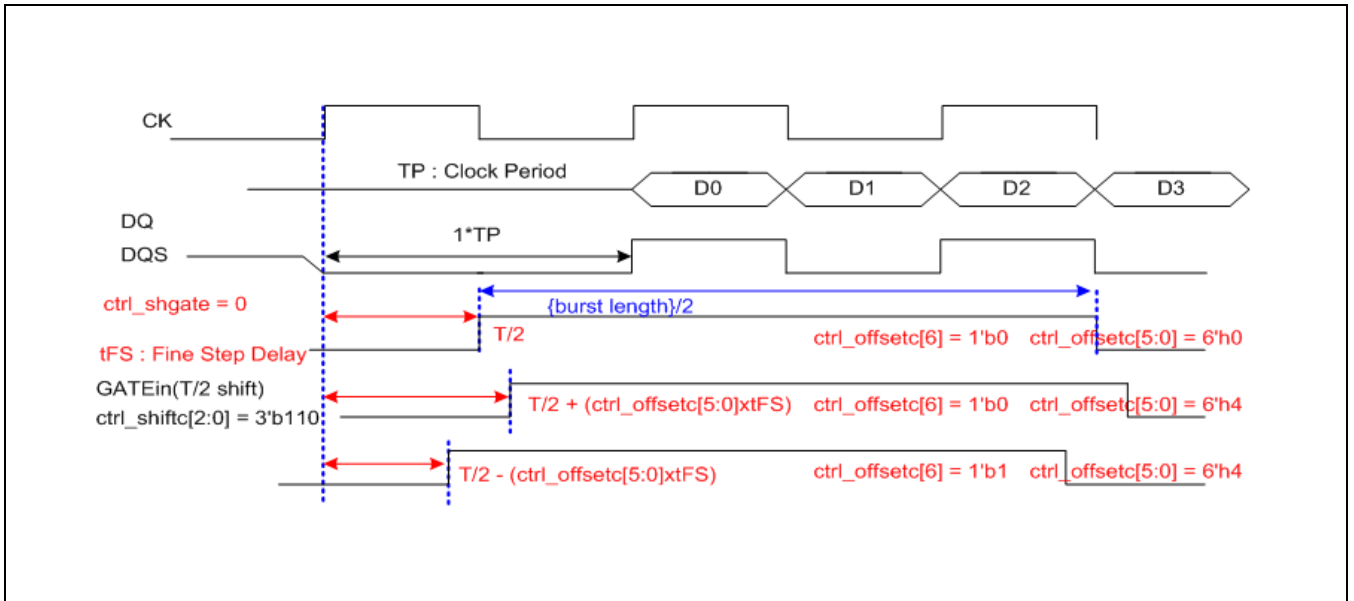 CK
TP : Clock Period
D0 D1 D2 D3
DQ
1*TP
DQS
ctrl_shgate = 0
{burst length}/2
T/2
ctrl_offsetc[6] = 1'b0 ctrl_offsetc[5:0] = 6'h0
tFS : Fine Step Delay
GATEin(T/2 shift)
T/2 + (ctrl_offsetc[5:0]xtFS) ctrl_offsetc[6] = 1'b0 ctrl_offsetc[5:0] = 6'h4
ctrl_shiftc[2:0] = 3'b110
T/2 - (ctrl_offsetc[5:0]xtFS) ctrl_offsetc[6] = 1'b1 ctrl_offsetc[5:0] = 6'h4